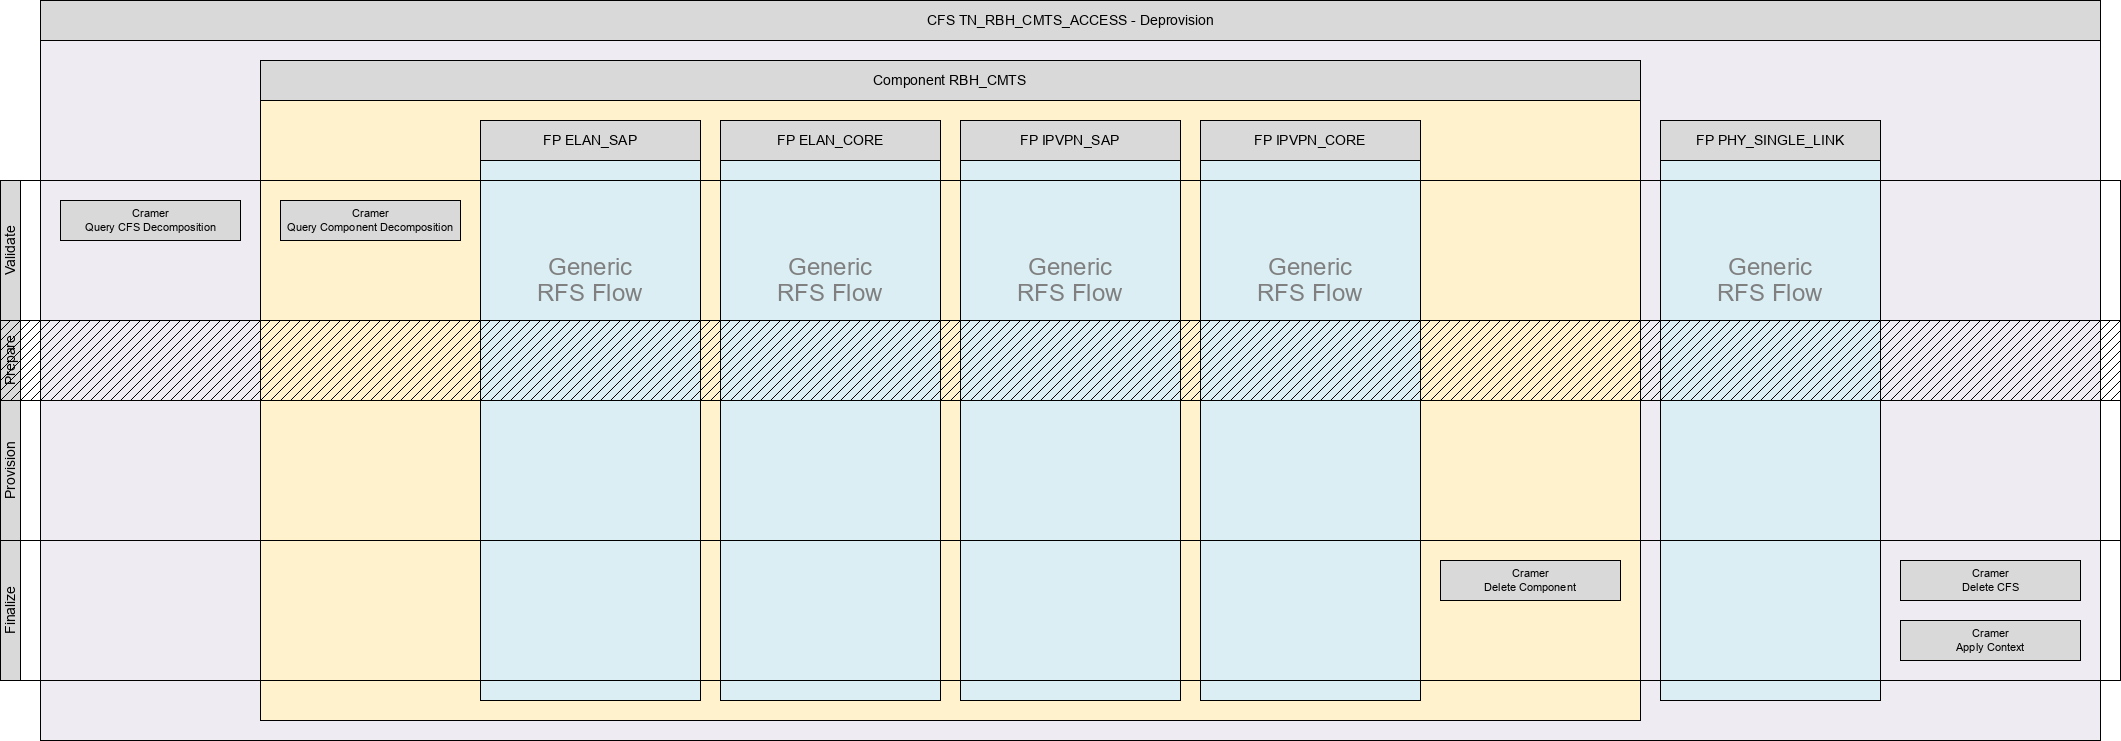 CFS TN_RBH_CMTS_ACCESS - Deprovision
Component RBH_CMTS
FP ELAN_SAP
FP ELAN_CORE
FP IPVPN_SAP
FP IPVPN_CORE
FP PHY_SINGLE_LINK
Validate
Cramer
Query CFS Decomposition
Cramer
Query Component Decomposition
Generic
RFS Flow
Generic
RFS Flow
Generic
RFS Flow
Generic
RFS Flow
Generic
RFS Flow
Prepare
Provision
Finalize
Cramer
Delete Component
Cramer
Delete CFS
Cramer
Apply Context